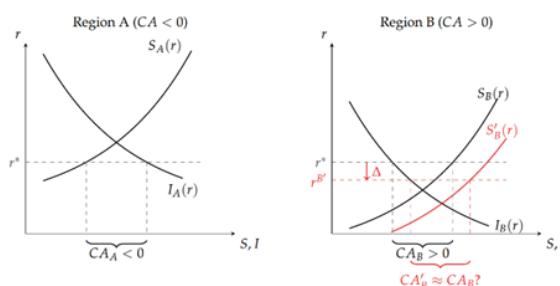 Region A (CA < 0)
r
S_A(r)
r*
I_A(r)
S, I
CA_A < 0
Region B (CA > 0)
r
S_B(r)
S'_B(r)
r*
Δ
r^{B'}
I_B(r)
S,
CA_B > 0
CA'_B ≈ CA_B?